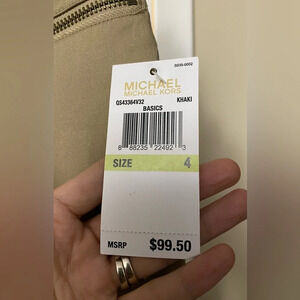 MICHAEL
MICHAEL KORS
QS43364V32 KHAKI
BASICS
8 88235 22492 3
SIZE 4
MSRP $99.50